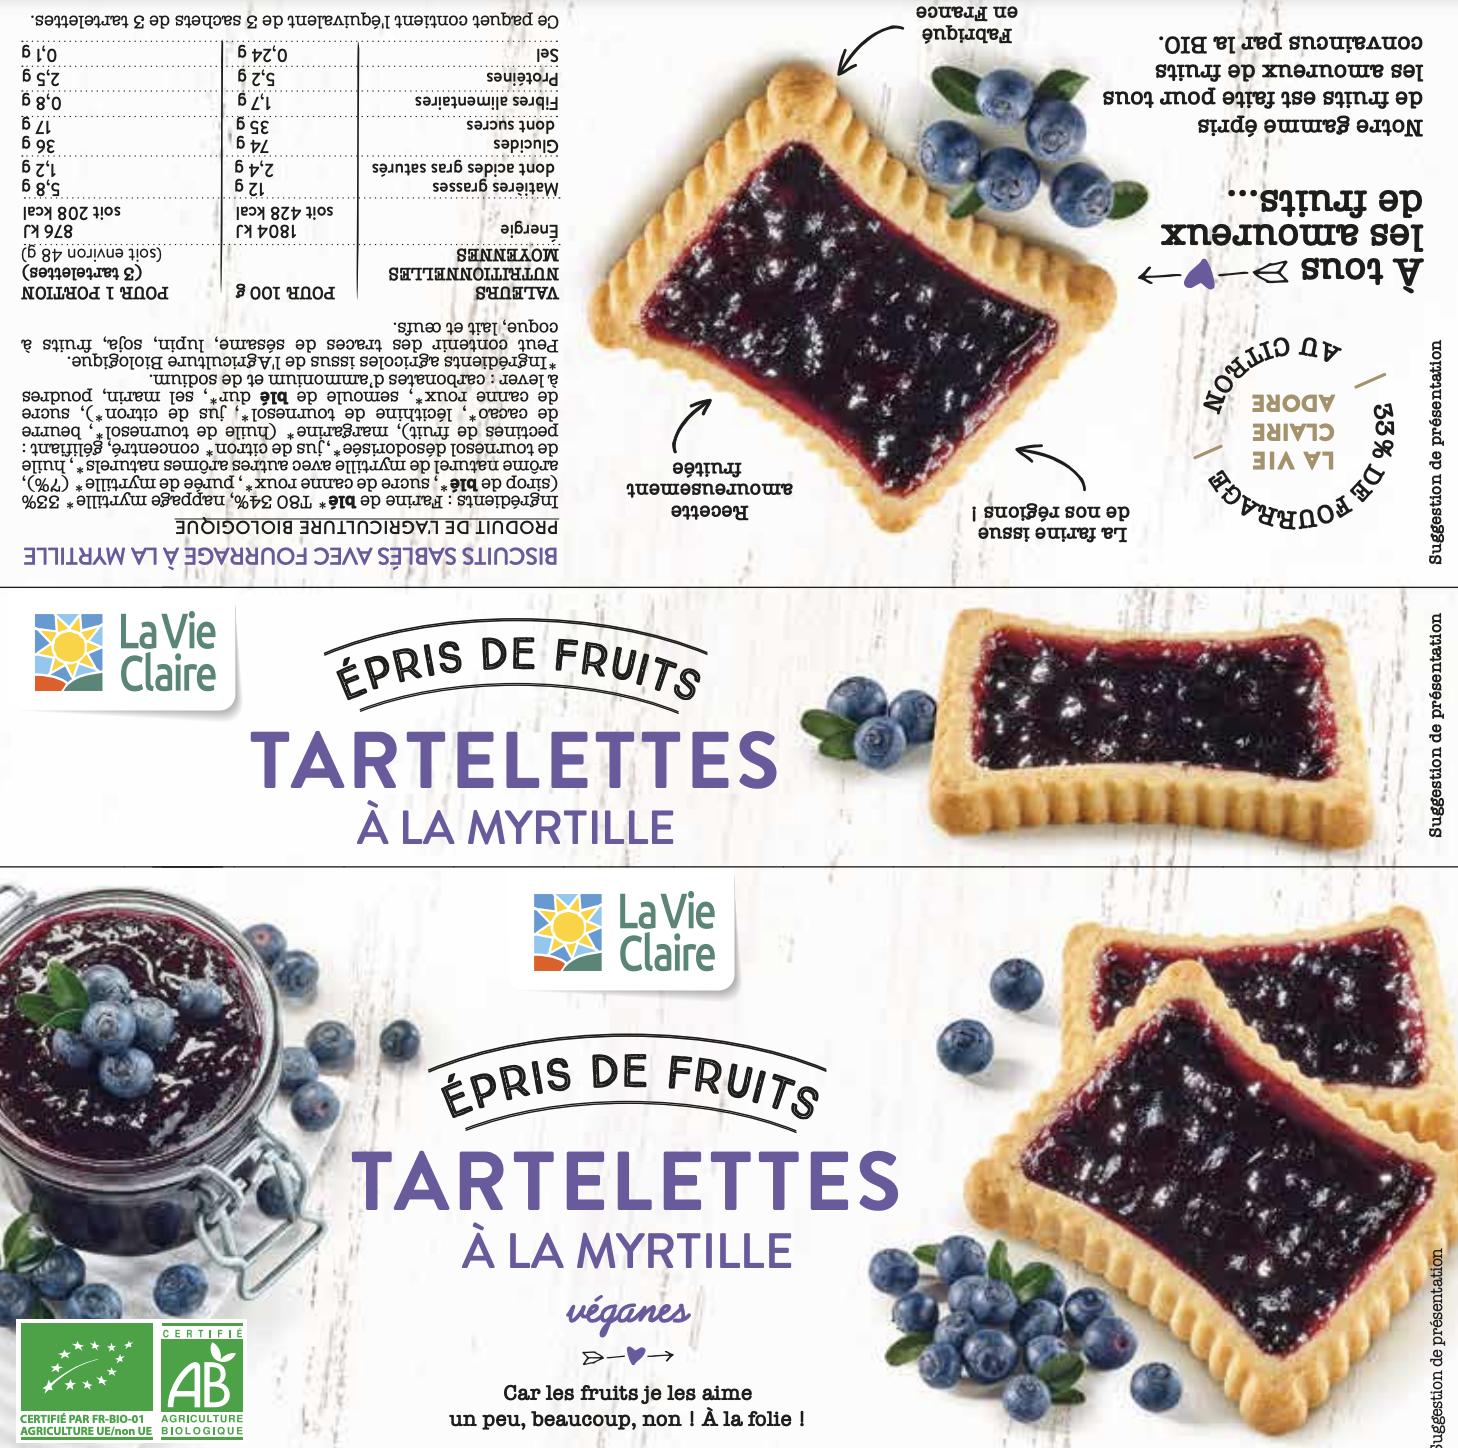 BISCUITS SABLÉS AVEC FOURRAGE À LA MYRTILLE
PRODUIT DE L'AGRICULTURE BIOLOGIQUE
Ingrédients : Farine de blé* T80 34%, nappage myrtille* 33%
(sirop de blé*, sucre de canne roux*, purée de myrtille* (7%),
arôme naturel de myrtille avec autres arômes naturels*, huile
de tournesol désodorisée*, jus de citron* concentré, gélifiant :
pectines de fruit), margarine* (huile de tournesol*, beurre
de cacao*, lécithine de tournesol*, jus de citron*), sucre
de canne roux*, semoule de blé dur*, sel marin, poudres
à lever : carbonates d'ammonium et de sodium.
*Ingrédients agricoles issus de l'Agriculture Biologique.
Peut contenir des traces de sésame, lupin, soja, fruits à
coque, lait et œufs.
VALEURS NUTRITIONNELLES MOYENNES POUR 100 g POUR 1 PORTION (3 tartelettes) (soit environ 48 g)
Énergie 1804 kJ soit 428 kcal 876 kJ soit 208 kcal
Matières grasses 12 g 5,8 g
dont acides gras saturés 2,4 g 1,2 g
Glucides 74 g 36 g
dont sucres 35 g 17 g
Fibres alimentaires 1,7 g 0,8 g
Protéines 5,2 g 2,5 g
Sel 0,24 g 0,1 g
Ce paquet contient l'équivalent de 3 sachets de 3 tartelettes.
La farine issue
de nos régions !
Recette
amoureusement
fruitée
Fabriqué
en France
33% DE FOURRAGE
LA VIE
CLAIRE
ADORE
AU CITRON
À tous
les amoureux
de fruits...
Notre gamme épris
de fruits est faite pour tous
les amoureux de fruits
convaincus par la BIO.
Suggestion de présentation
La Vie
Claire
ÉPRIS DE FRUITS
TARTELETTES
À LA MYRTILLE
Suggestion de présentation
La Vie
Claire
ÉPRIS DE FRUITS
TARTELETTES
À LA MYRTILLE
véganes
Car les fruits je les aime
un peu, beaucoup, non ! À la folie !
CERTIFIÉ PAR FR-BIO-01
AGRICULTURE UE/non UE
CERTIFIÉ
AB
AGRICULTURE
BIOLOGIQUE
Suggestion de présentation